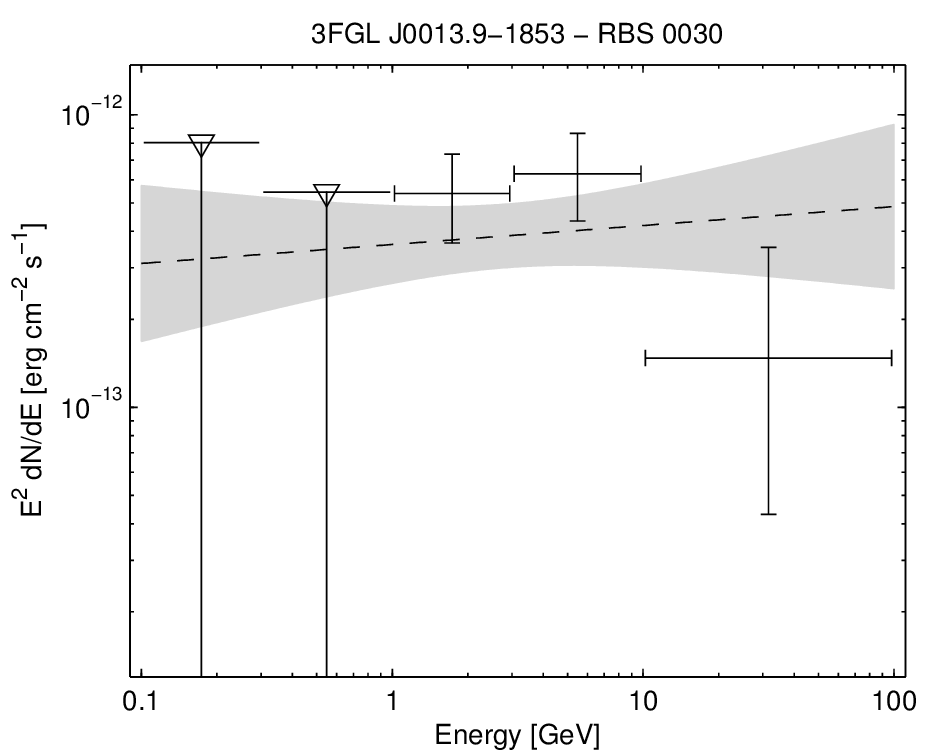 3FGL J0013.9−1853 − RBS 0030
10⁻¹²
10⁻¹³
E² dN/dE [erg cm⁻² s⁻¹]
0.1 1 10 100
Energy [GeV]